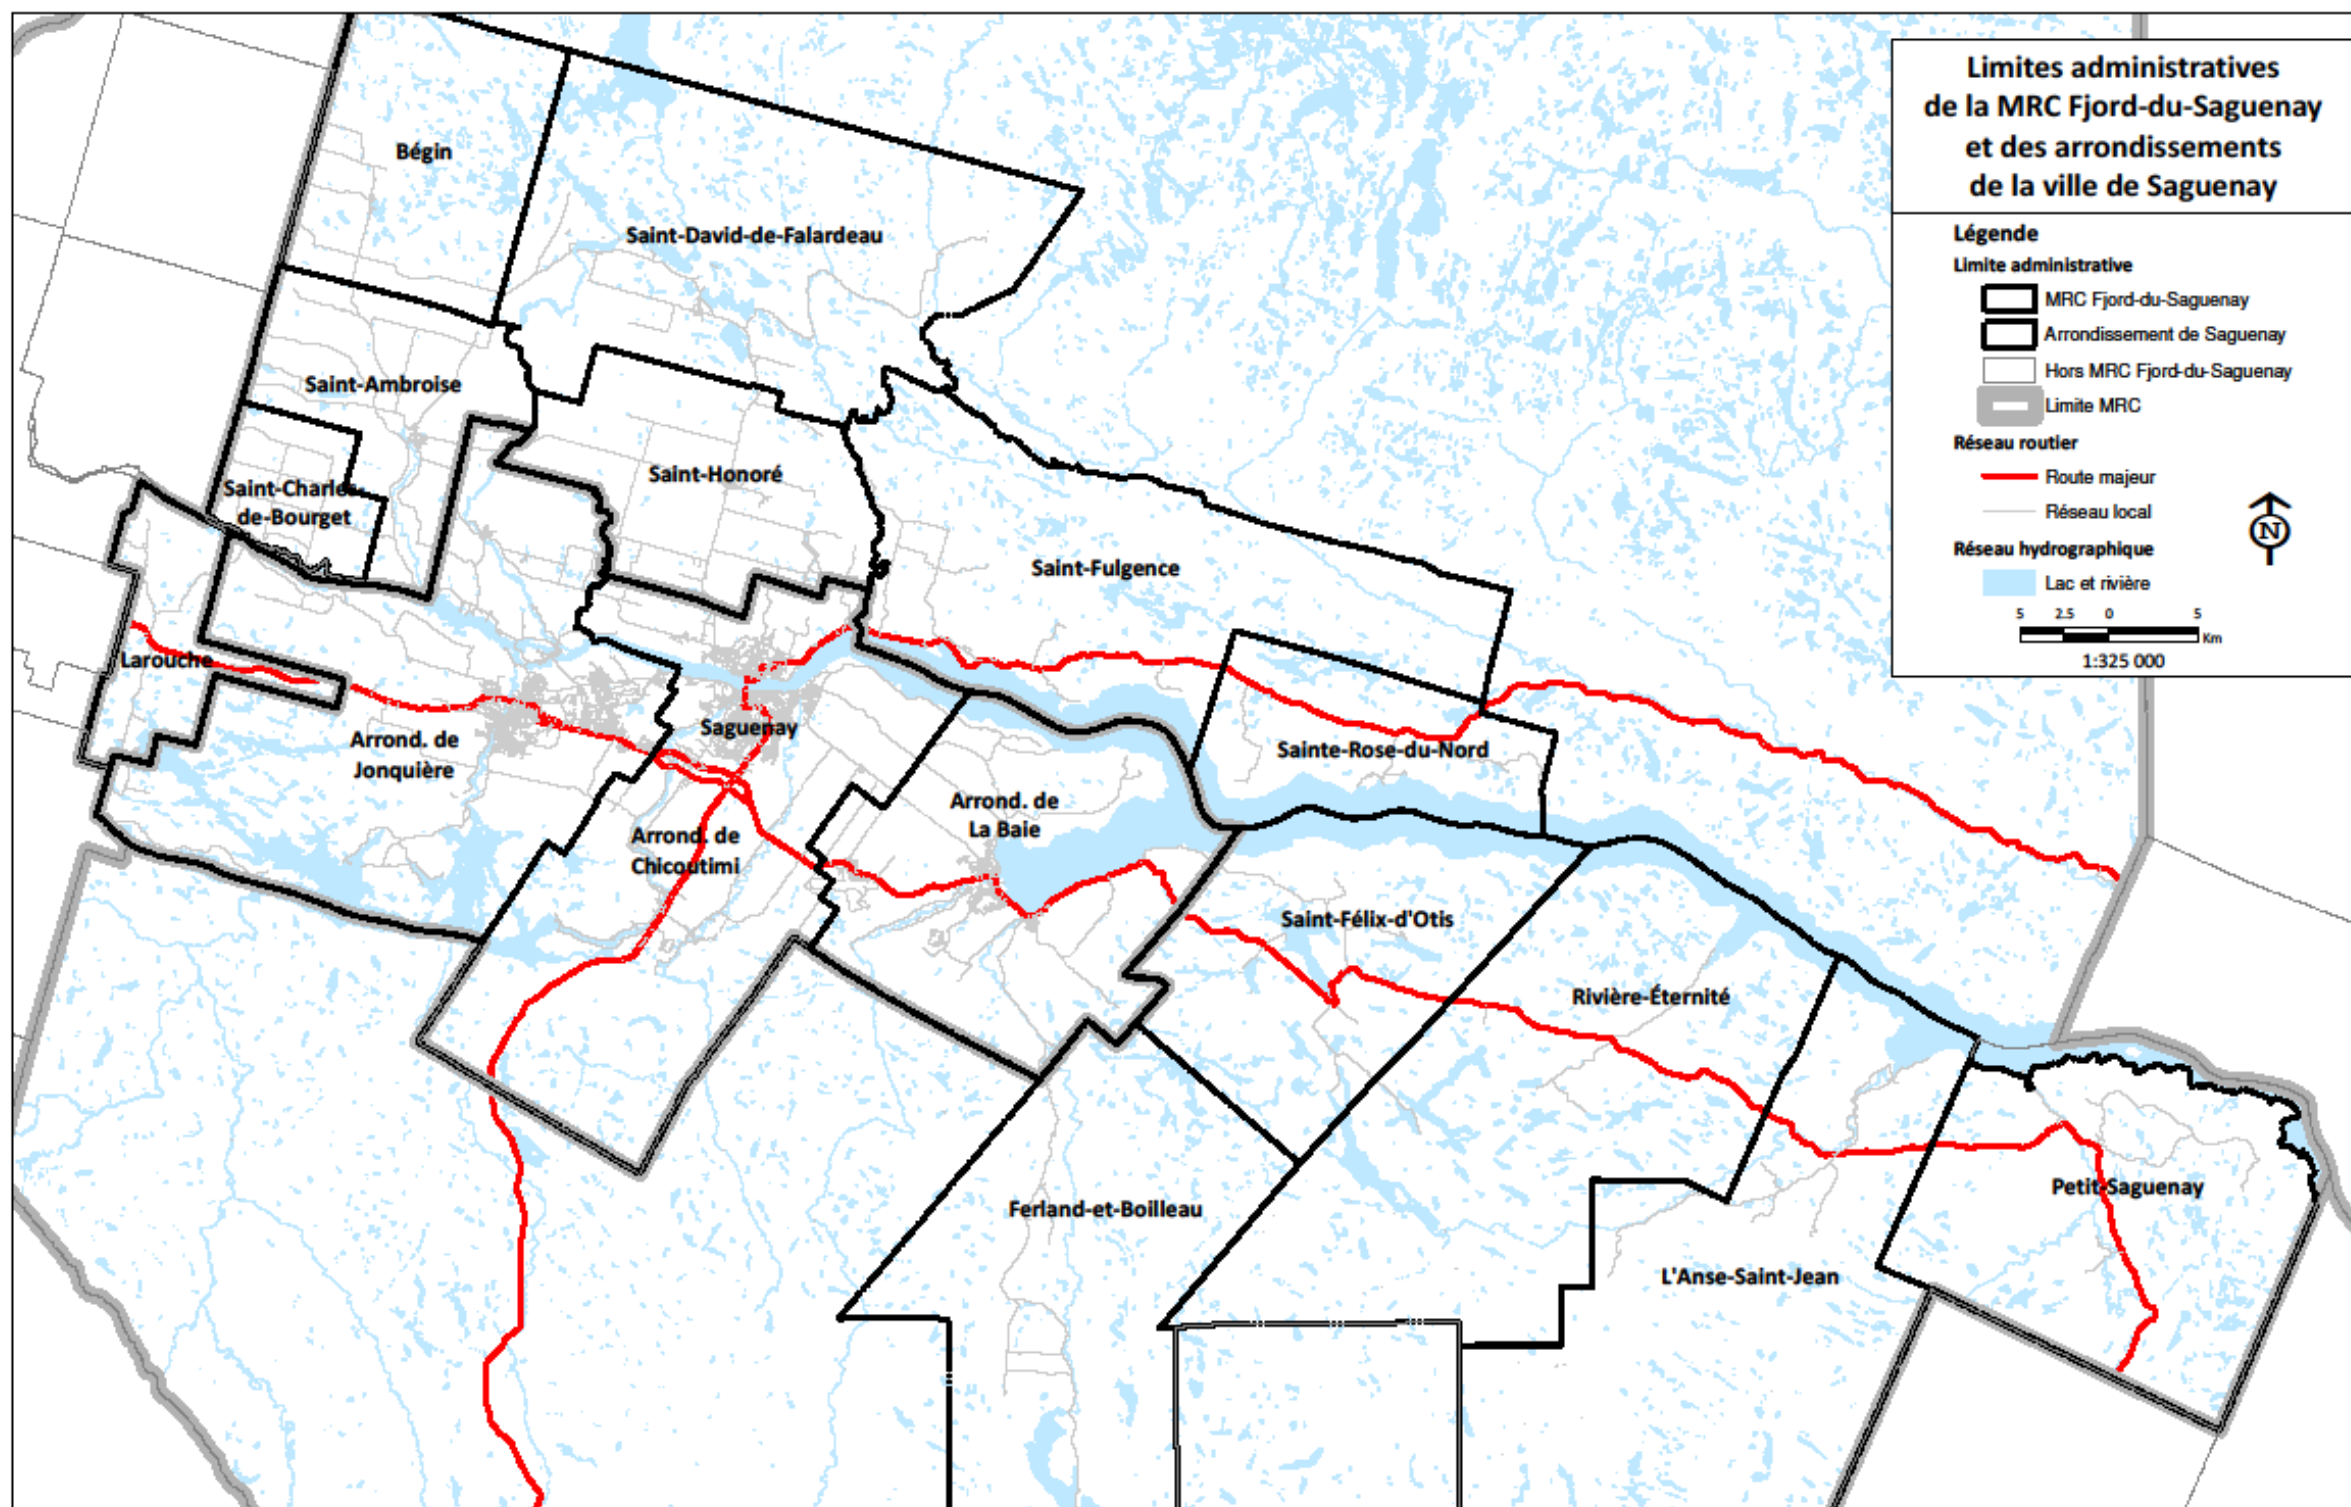 Limites administratives
de la MRC Fjord-du-Saguenay
et des arrondissements
de la ville de Saguenay
Légende
Limite administrative
MRC Fjord-du-Saguenay
Arrondissement de Saguenay
Hors MRC Fjord-du-Saguenay
Limite MRC
Réseau routier
Route majeur
Réseau local
N
Réseau hydrographique
Lac et rivière
5 2.5 0 5
Km
1:325 000
Bégin
Saint-David-de-Falardeau
Saint-Ambroise
Saint-Honoré
Saint-Charles-
de-Bourget
Saint-Fulgence
Larouche
Saguenay
Arrond. de
Jonquière
Sainte-Rose-du-Nord
Arrond. de
La Baie
Arrond. de
Chicoutimi
Saint-Félix-d'Otis
Rivière-Éternité
Petit-Saguenay
Ferland-et-Boilleau
L'Anse-Saint-Jean